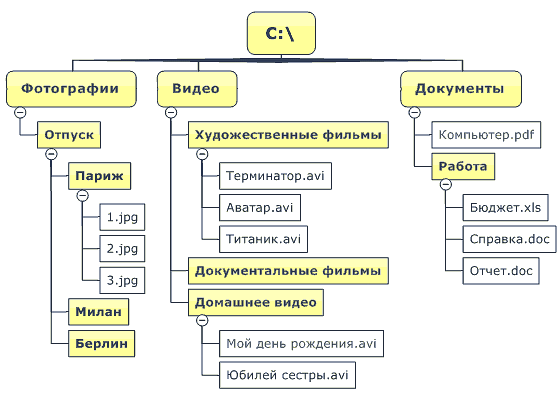 C:\
Фотографии
Отпуск
Париж
1.jpg
2.jpg
3.jpg
Милан
Берлин
Видео
Художественные фильмы
Терминатор.avi
Аватар.avi
Титаник.avi
Документальные фильмы
Домашнее видео
Мой день рождения.avi
Юбилей сестры.avi
Документы
Компьютер.pdf
Работа
Бюджет.xls
Справка.doc
Отчет.doc